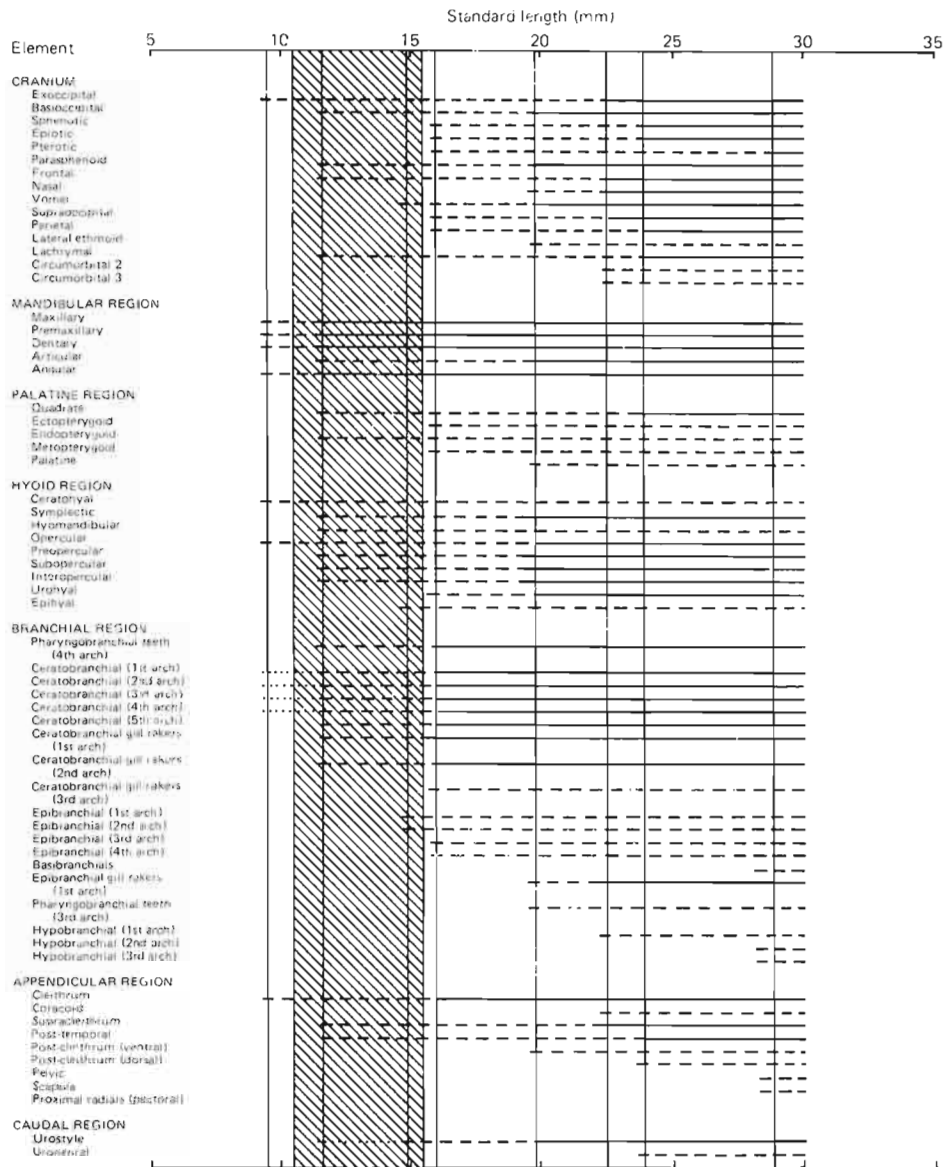 Standard length (mm)
Element 5 10 15 20 25 30 35
CRANIUM
Exoccipital
Basioccipital
Sphenotic
Epiotic
Pterotic
Parasphenoid
Frontal
Nasal
Vomer
Supraoccipital
Parietal
Lateral ethmoid
Lachrymal
Circumorbital 2
Circumorbital 3
MANDIBULAR REGION
Maxillary
Premaxillary
Dentary
Articular
Angular
PALATINE REGION
Quadrate
Ectopterygoid
Endopterygoid
Metopterygoid
Palatine
HYOID REGION
Ceratohyal
Symplectic
Hyomandibular
Opercular
Preopercular
Subopercular
Interopercular
Urohyal
Epihyal
BRANCHIAL REGION
Pharyngobranchial teeth
(4th arch)
Ceratobranchial (1st arch)
Ceratobranchial (2nd arch)
Ceratobranchial (3rd arch)
Ceratobranchial (4th arch)
Ceratobranchial (5th arch)
Ceratobranchial gill rakers
(1st arch)
Ceratobranchial gill rakers
(2nd arch)
Ceratobranchial gill rakers
(3rd arch)
Epibranchial (1st arch)
Epibranchial (2nd arch)
Epibranchial (3rd arch)
Epibranchial (4th arch)
Basibranchials
Epibranchial gill rakers
(1st arch)
Pharyngobranchial teeth
(3rd arch)
Hypobranchial (1st arch)
Hypobranchial (2nd arch)
Hypobranchial (3rd arch)
APPENDICULAR REGION
Cleithrum
Coracoid
Supracleithrum
Post-temporal
Post-cleithrum (ventral)
Post-cleithrum (dorsal)
Pelvic
Scapula
Proximal radials (pectoral)
CAUDAL REGION
Urostyle
Uroneural